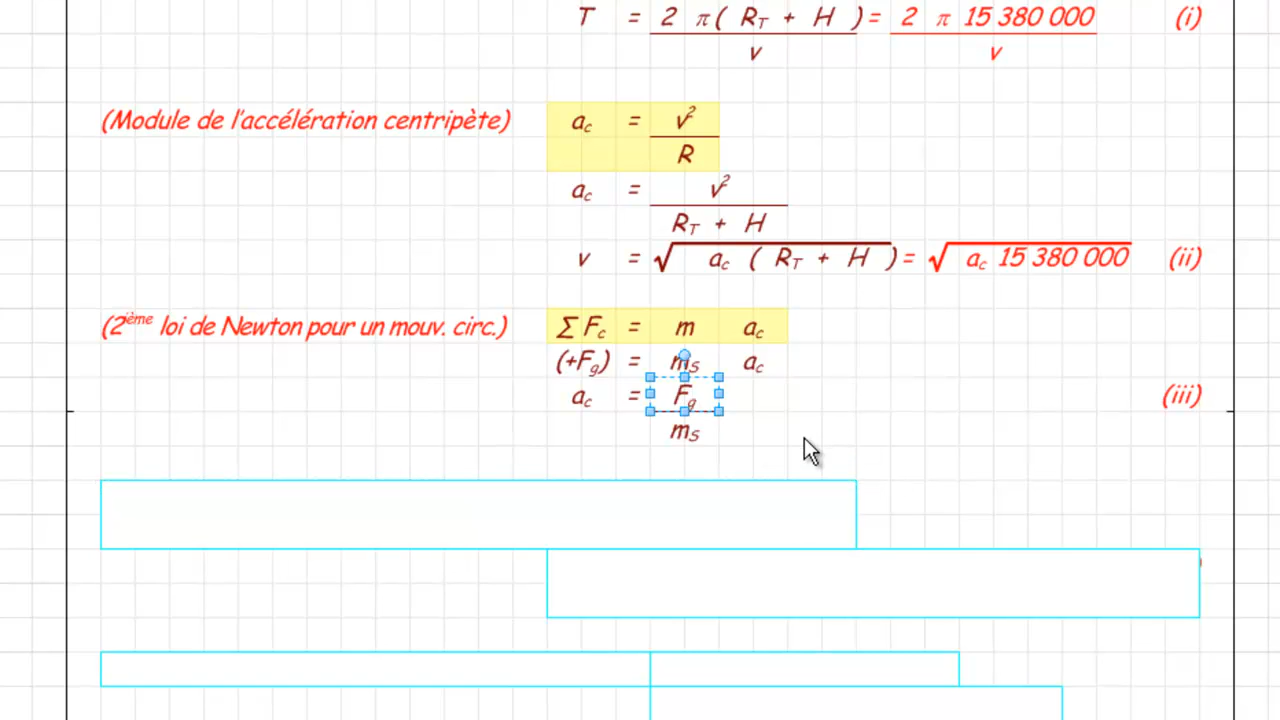 T = 2 π ( R_T + H ) = 2 π 15 380 000 (i)
v v
(Module de l'accélération centripète) a_c = v²
R
a_c = v²
R_T + H
v = √ a_c ( R_T + H ) = √ a_c 15 380 000 (ii)
(2ième loi de Newton pour un mouv. circ.) Σ F_c = m a_c
(+F_g) = m_S a_c
a_c = F_g (iii)
m_S